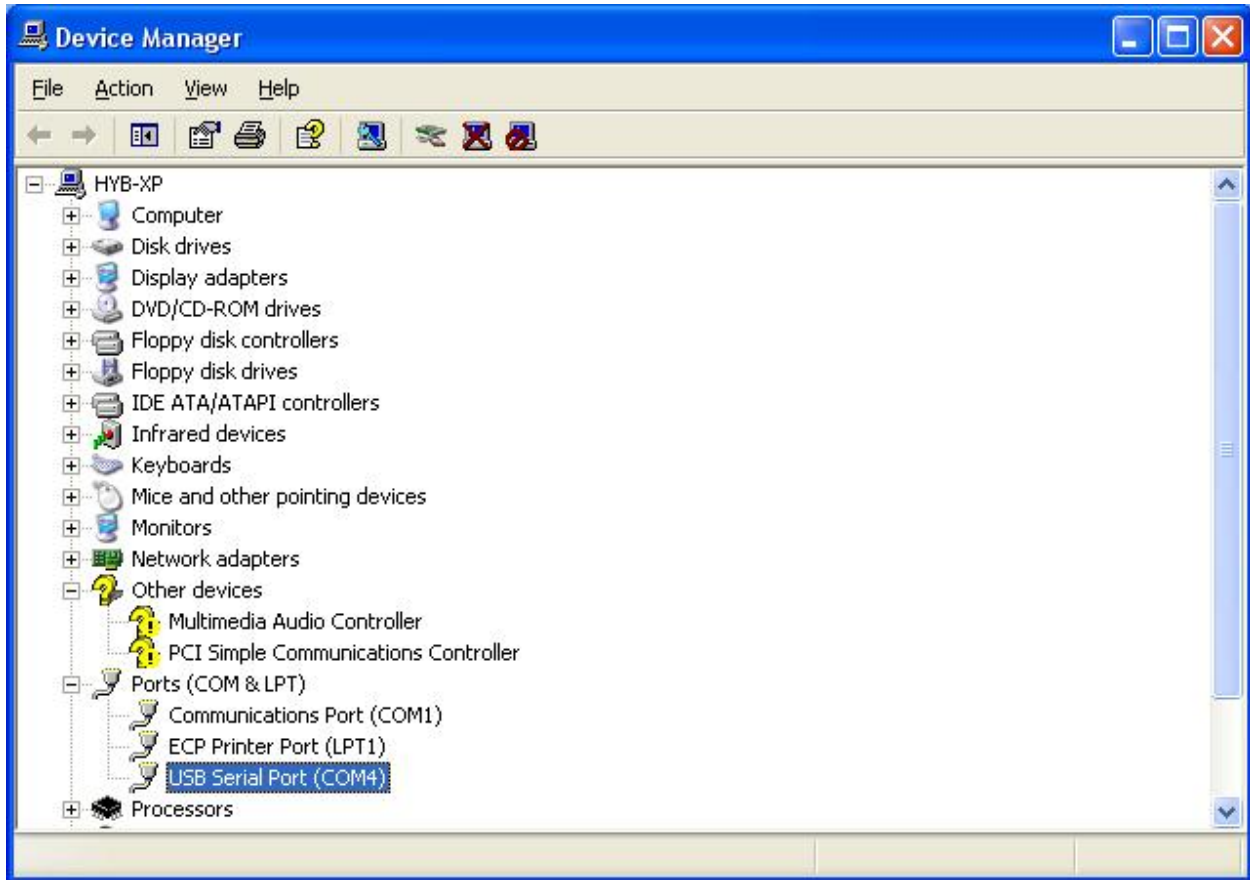 Device Manager
File Action View Help
HYB-XP
Computer
Disk drives
Display adapters
DVD/CD-ROM drives
Floppy disk controllers
Floppy disk drives
IDE ATA/ATAPI controllers
Infrared devices
Keyboards
Mice and other pointing devices
Monitors
Network adapters
Other devices
Multimedia Audio Controller
PCI Simple Communications Controller
Ports (COM & LPT)
Communications Port (COM1)
ECP Printer Port (LPT1)
USB Serial Port (COM4)
Processors